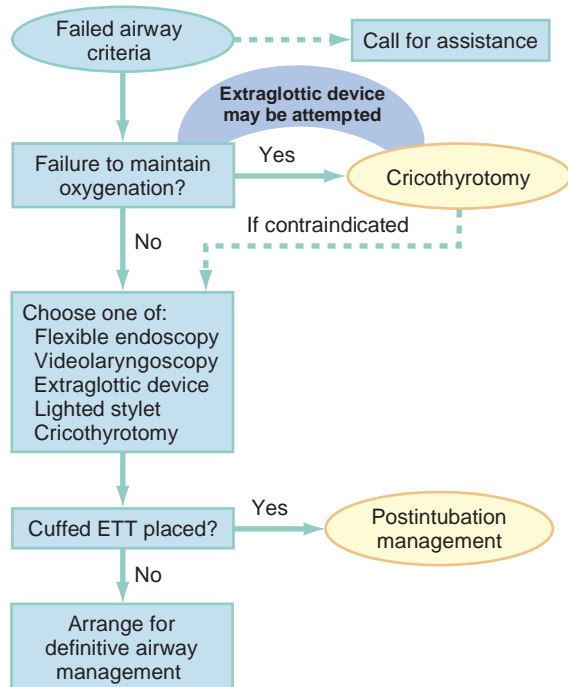 Failed airway
criteria
Call for assistance
Extraglottic device
may be attempted
Failure to maintain
oxygenation?
Yes
Cricothyrotomy
If contraindicated
No
Choose one of:
Flexible endoscopy
Videolaryngoscopy
Extraglottic device
Lighted stylet
Cricothyrotomy
Cuffed ETT placed?
Yes
Postintubation
management
No
Arrange for
definitive airway
management